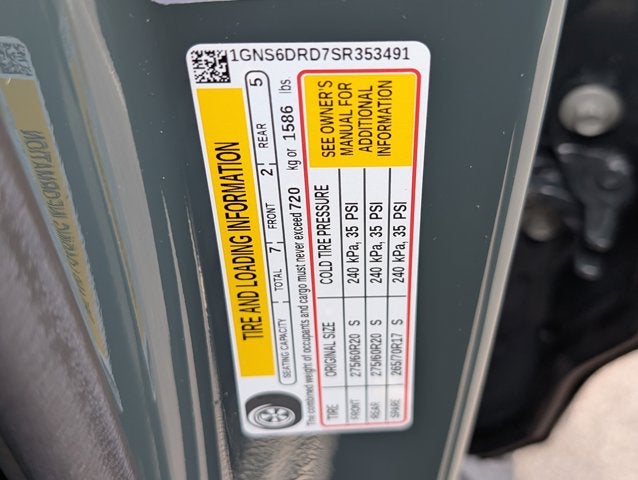 1GNS6DRD7SR353491
TIRE AND LOADING INFORMATION
SEATING CAPACITY TOTAL 7 FRONT 2 REAR 5
The combined weight of occupants and cargo must never exceed 720 kg or 1586 lbs
TIRE ORIGINAL SIZE COLD TIRE PRESSURE
FRONT 275/60R20 S 240 kPa, 35 PSI
REAR 275/60R20 S 240 kPa, 35 PSI
SPARE 265/70R17 S 240 kPa, 35 PSI
SEE OWNER'S
MANUAL FOR
ADDITIONAL
INFORMATION